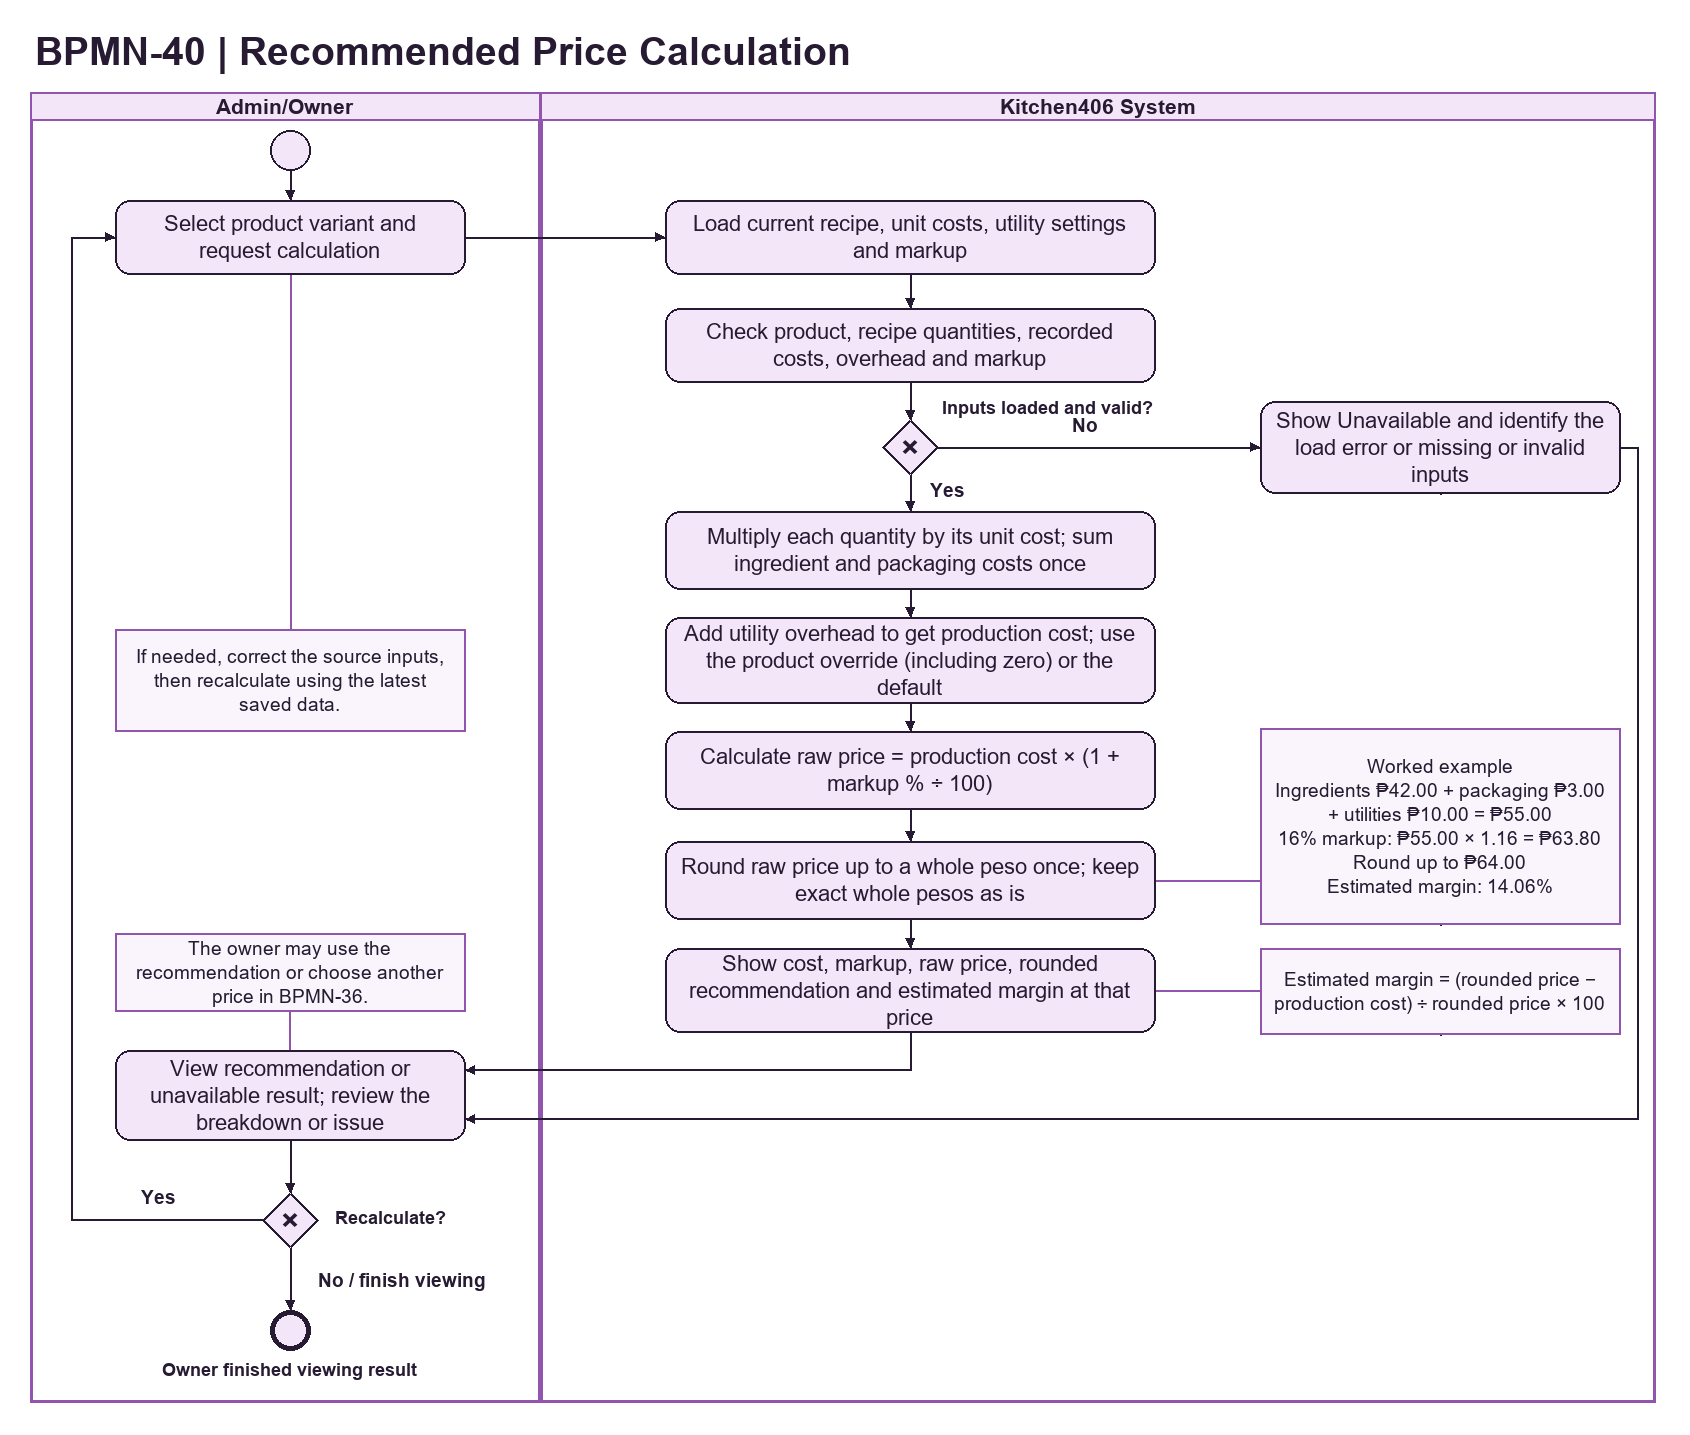 BPMN-40 | Recommended Price Calculation
Admin/Owner
Kitchen406 System
Select product variant and
request calculation
Load current recipe, unit costs, utility settings
and markup
Check product, recipe quantities, recorded
costs, overhead and markup
Inputs loaded and valid?
No
Show Unavailable and identify the
load error or missing or invalid
inputs
Yes
Multiply each quantity by its unit cost; sum
ingredient and packaging costs once
Add utility overhead to get production cost; use
the product override (including zero) or the
default
If needed, correct the source inputs,
then recalculate using the latest
saved data.
Calculate raw price = production cost × (1 +
markup % ÷ 100)
Worked example
Ingredients ₱42.00 + packaging ₱3.00
+ utilities ₱10.00 = ₱55.00
16% markup: ₱55.00 × 1.16 = ₱63.80
Round up to ₱64.00
Estimated margin: 14.06%
Round raw price up to a whole peso once; keep
exact whole pesos as is
The owner may use the
recommendation or choose another
price in BPMN-36.
Show cost, markup, raw price, rounded
recommendation and estimated margin at that
price
Estimated margin = (rounded price −
production cost) ÷ rounded price × 100
View recommendation or
unavailable result; review the
breakdown or issue
Yes
Recalculate?
No / finish viewing
Owner finished viewing result